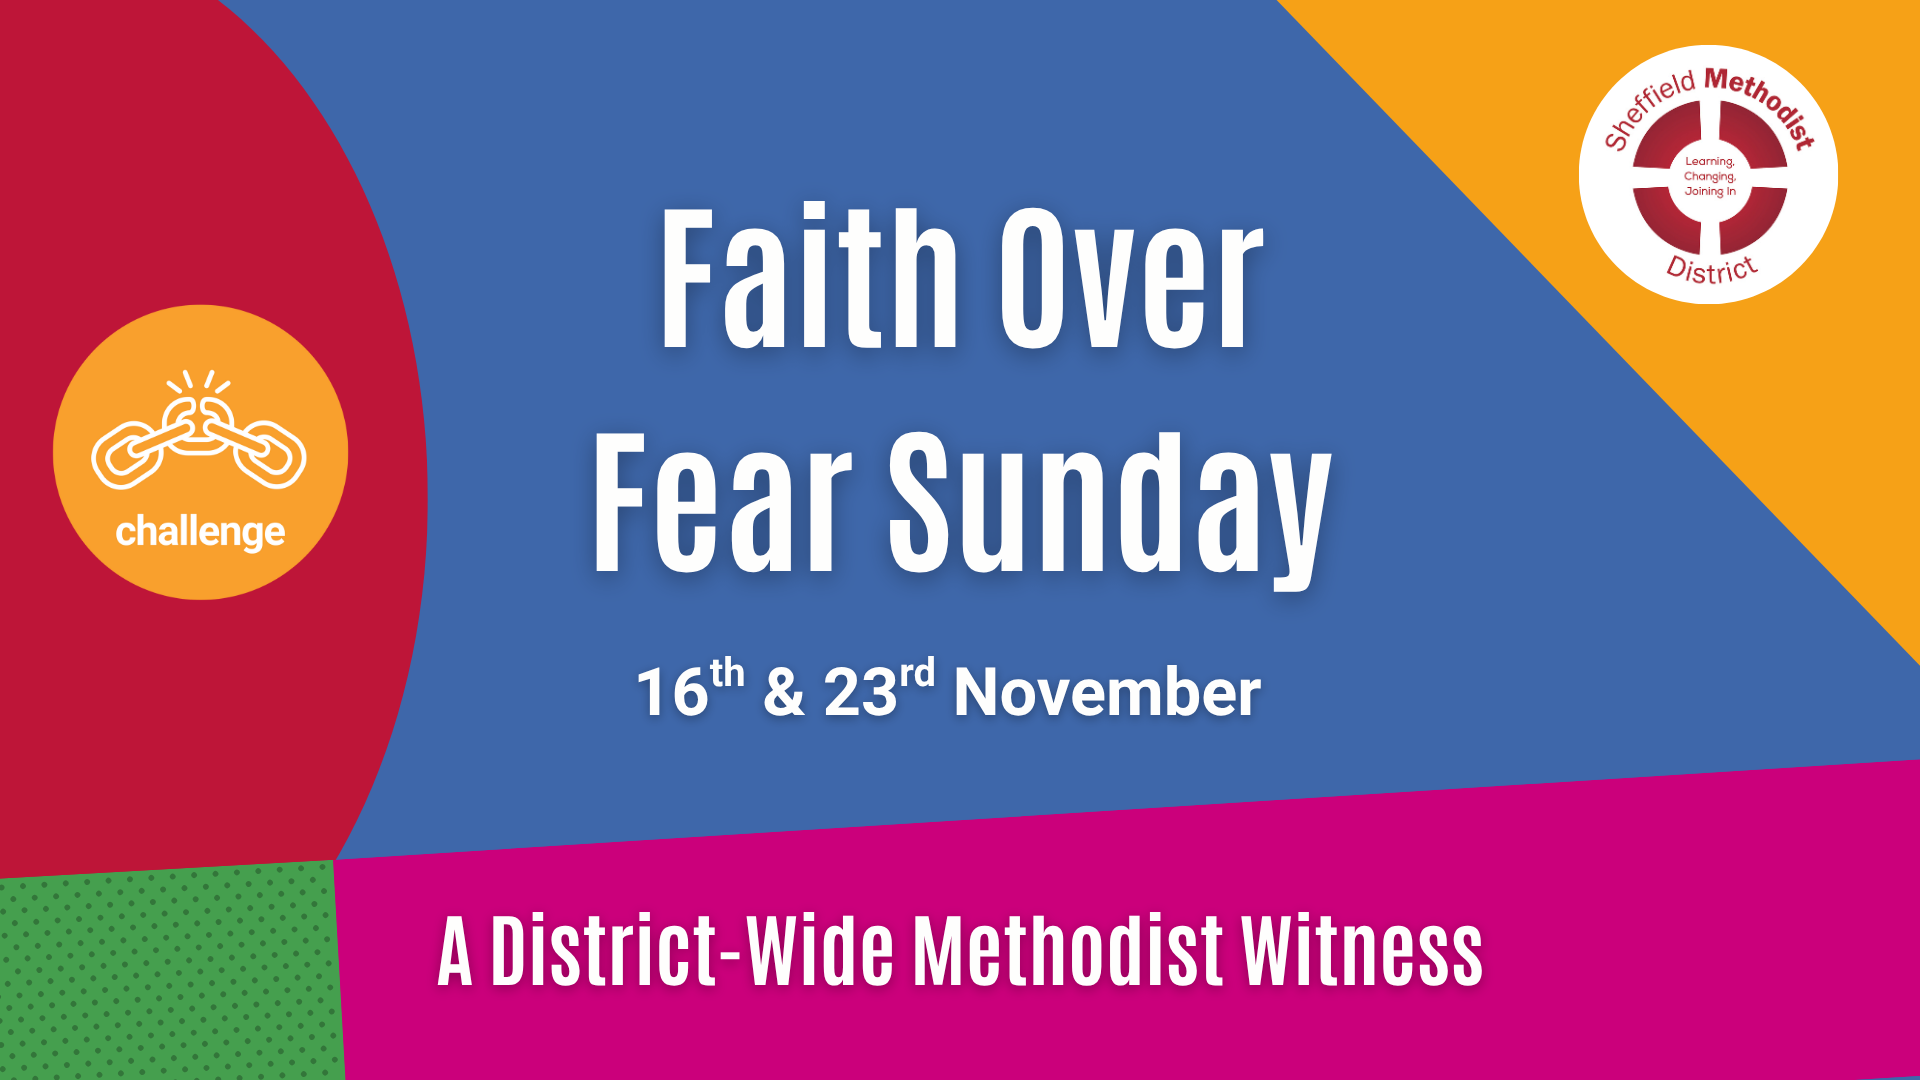 Sheffield Methodist
Learning,
Changing,
Joining In
District
Faith Over
Fear Sunday
challenge
16th & 23rd November
A District-Wide Methodist Witness